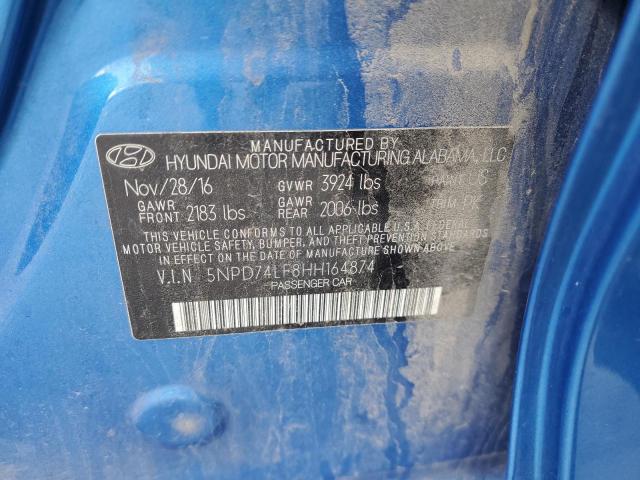 MANUFACTURED BY
HYUNDAI MOTOR MANUFACTURING ALABAMA, LLC
Nov/28/16 GVWR 3924 lbs PAINT:
GAWR FRONT 2183 lbs GAWR REAR 2006 lbs TRIM:
THIS VEHICLE CONFORMS TO ALL APPLICABLE U.S.A FEDERAL
MOTOR VEHICLE SAFETY, BUMPER, AND THEFT PREVENTION STANDARDS
IN EFFECT ON THE DATE OF MANUFACTURE SHOWN ABOVE.
V.I.N 5NPD74LF8HH164874
PASSENGER CAR